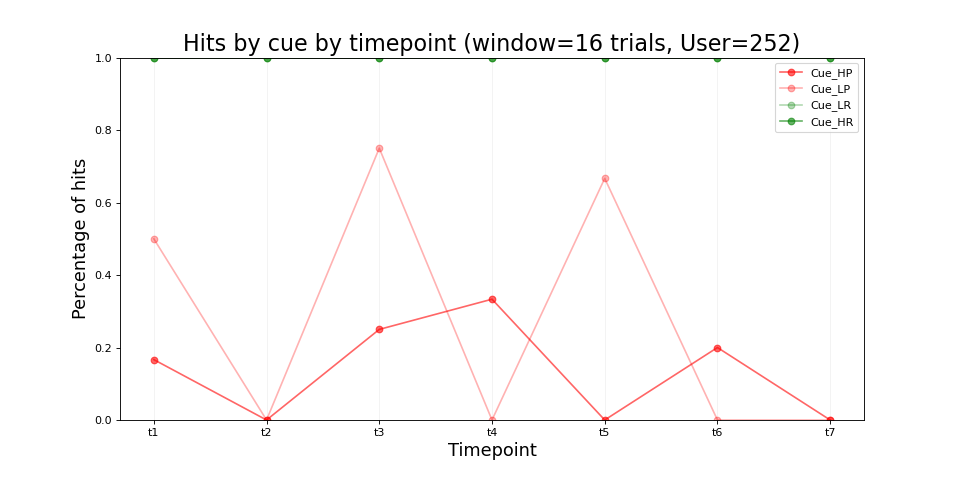 Hits by cue by timepoint (window=16 trials, User=252)
Percentage of hits
1.0
0.8
0.6
0.4
0.2
0.0
Cue_HP
Cue_LP
Cue_LR
Cue_HR
t1 t2 t3 t4 t5 t6 t7
Timepoint